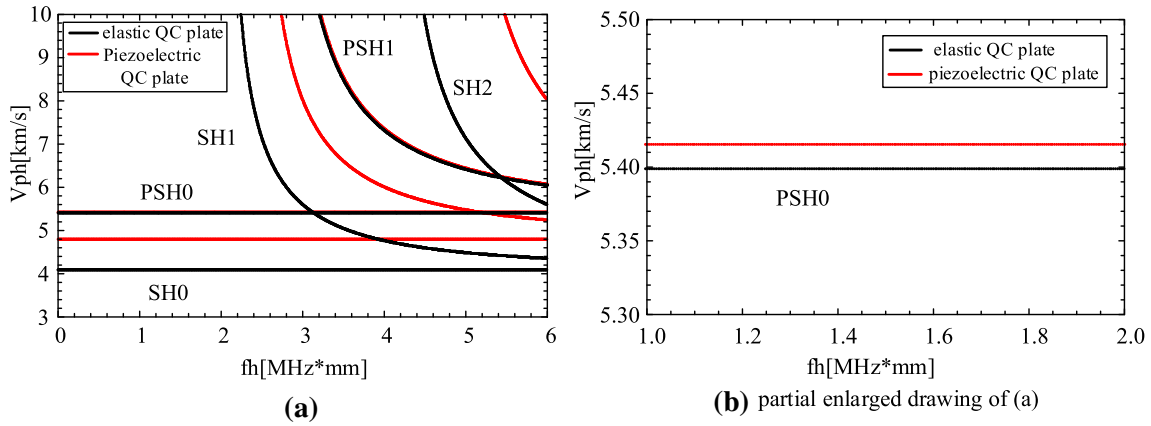 10
9
8
7
6
5
4
3
Vph[km/s]
elastic QC plate
Piezoelectric
QC plate
PSH1
SH2
SH1
PSH0
SH0
0 1 2 3 4 5 6
fh[MHz*mm]
(a)
5.50
5.45
5.40
5.35
5.30
Vph[km/s]
elastic QC plate
piezoelectric QC plate
PSH0
1.0 1.2 1.4 1.6 1.8 2.0
fh[MHz*mm]
(b) partial enlarged drawing of (a)